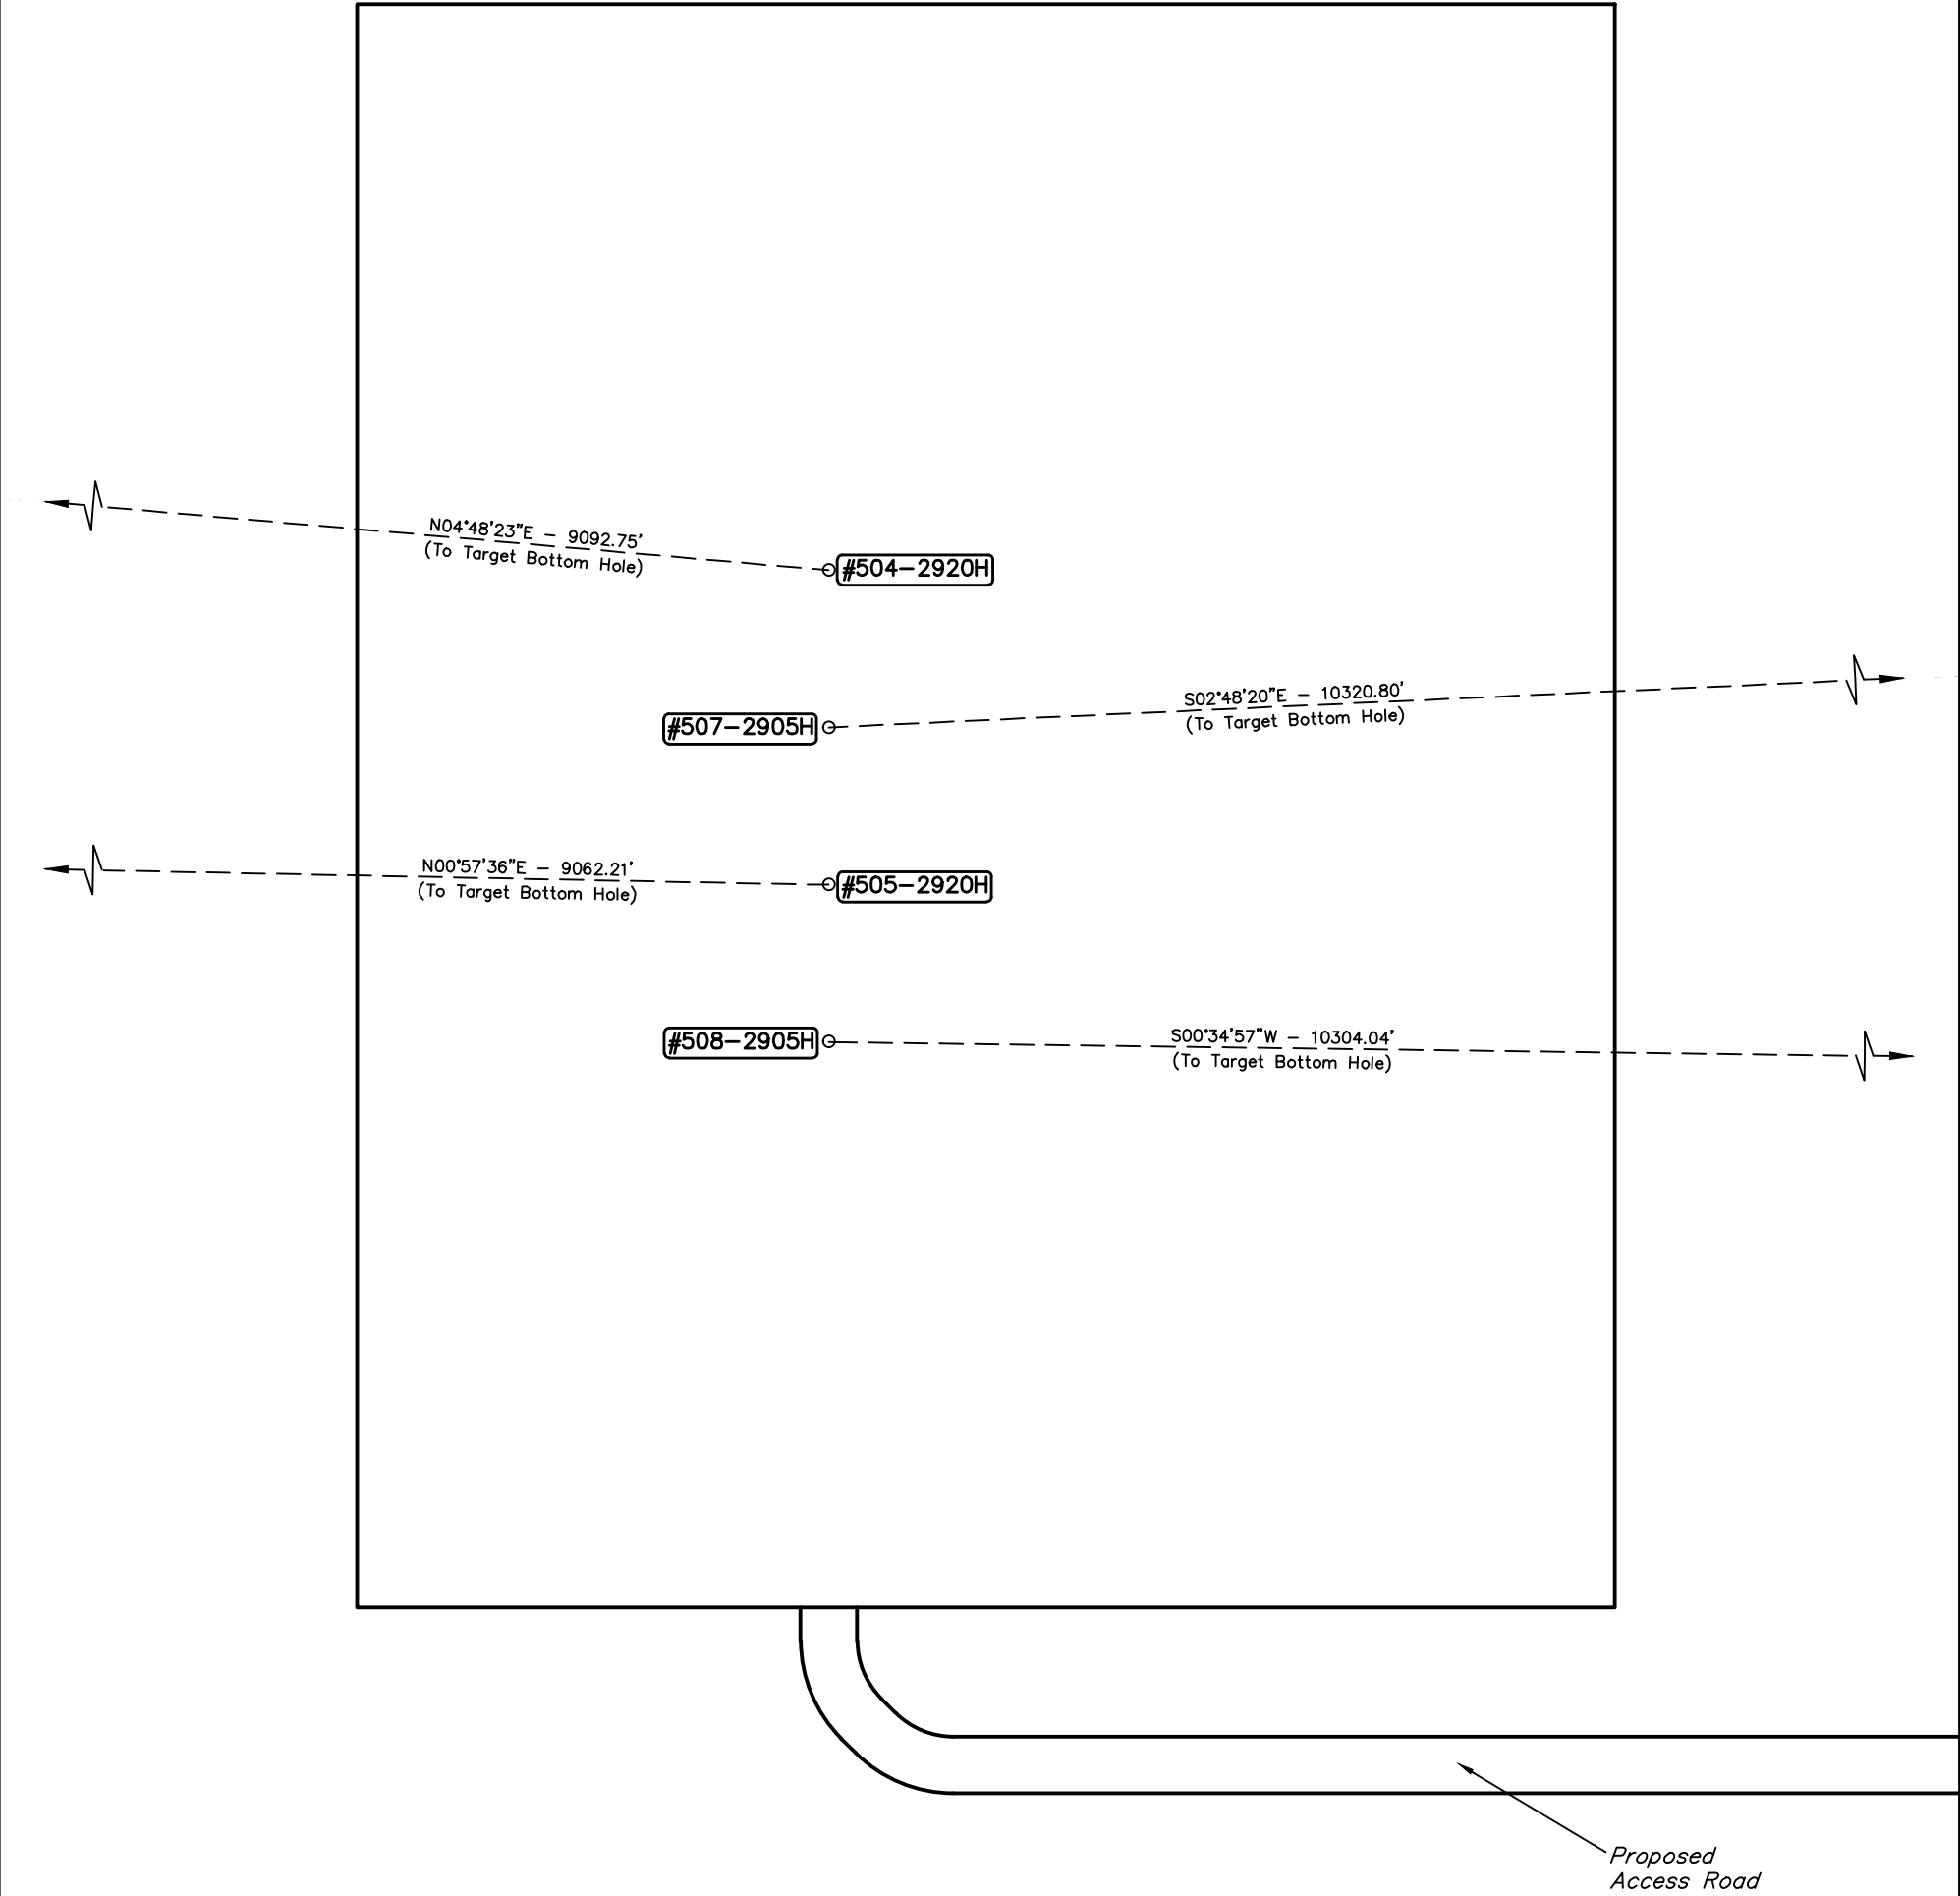 N04°48'23"E - 9092.75'
(To Target Bottom Hole)
#504-2920H
S02°48'20"E - 10320.80'
(To Target Bottom Hole)
#507-2905H
N00°57'36"E - 9062.21'
(To Target Bottom Hole)
#505-2920H
S00°34'57"W - 10304.04'
(To Target Bottom Hole)
#508-2905H
Proposed
Access Road